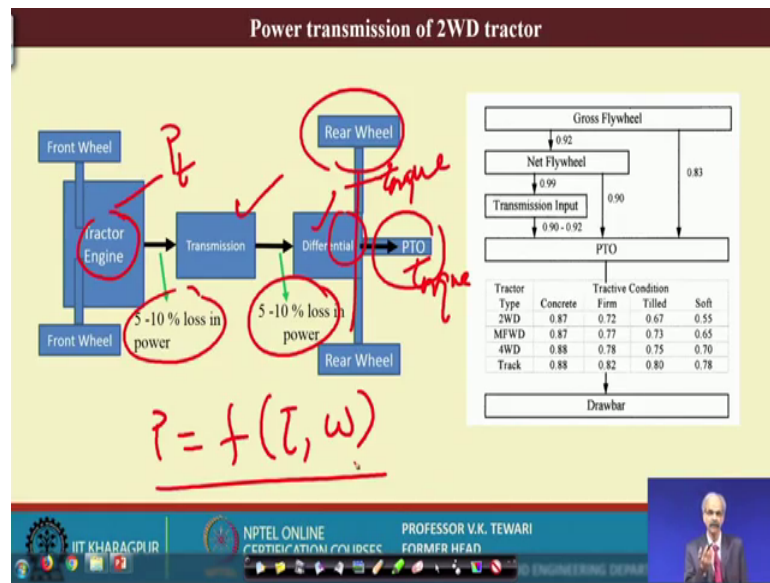 Power transmission of 2WD tractor
Front Wheel
Tractor
Engine
Front Wheel
P
t
5 -10 % loss in
power
Transmission
5 -10 % loss in
power
Differential
Rear Wheel
torque
PTO
torque
Rear Wheel
P = f(τ, ω)
Gross Flywheel
0.92
Net Flywheel
0.83
0.99
0.90
Transmission Input
0.90 - 0.92
PTO
Tractor Tractive Condition
Type Concrete Firm Tilled Soft
2WD 0.87 0.72 0.67 0.55
MFWD 0.87 0.77 0.73 0.65
4WD 0.88 0.78 0.75 0.70
Track 0.88 0.82 0.80 0.78
Drawbar
IIT KHARAGPUR
NPTEL ONLINE
CERTIFICATION COURSES
PROFESSOR V.K. TEWARI
FORMER HEAD
ENGINEERING